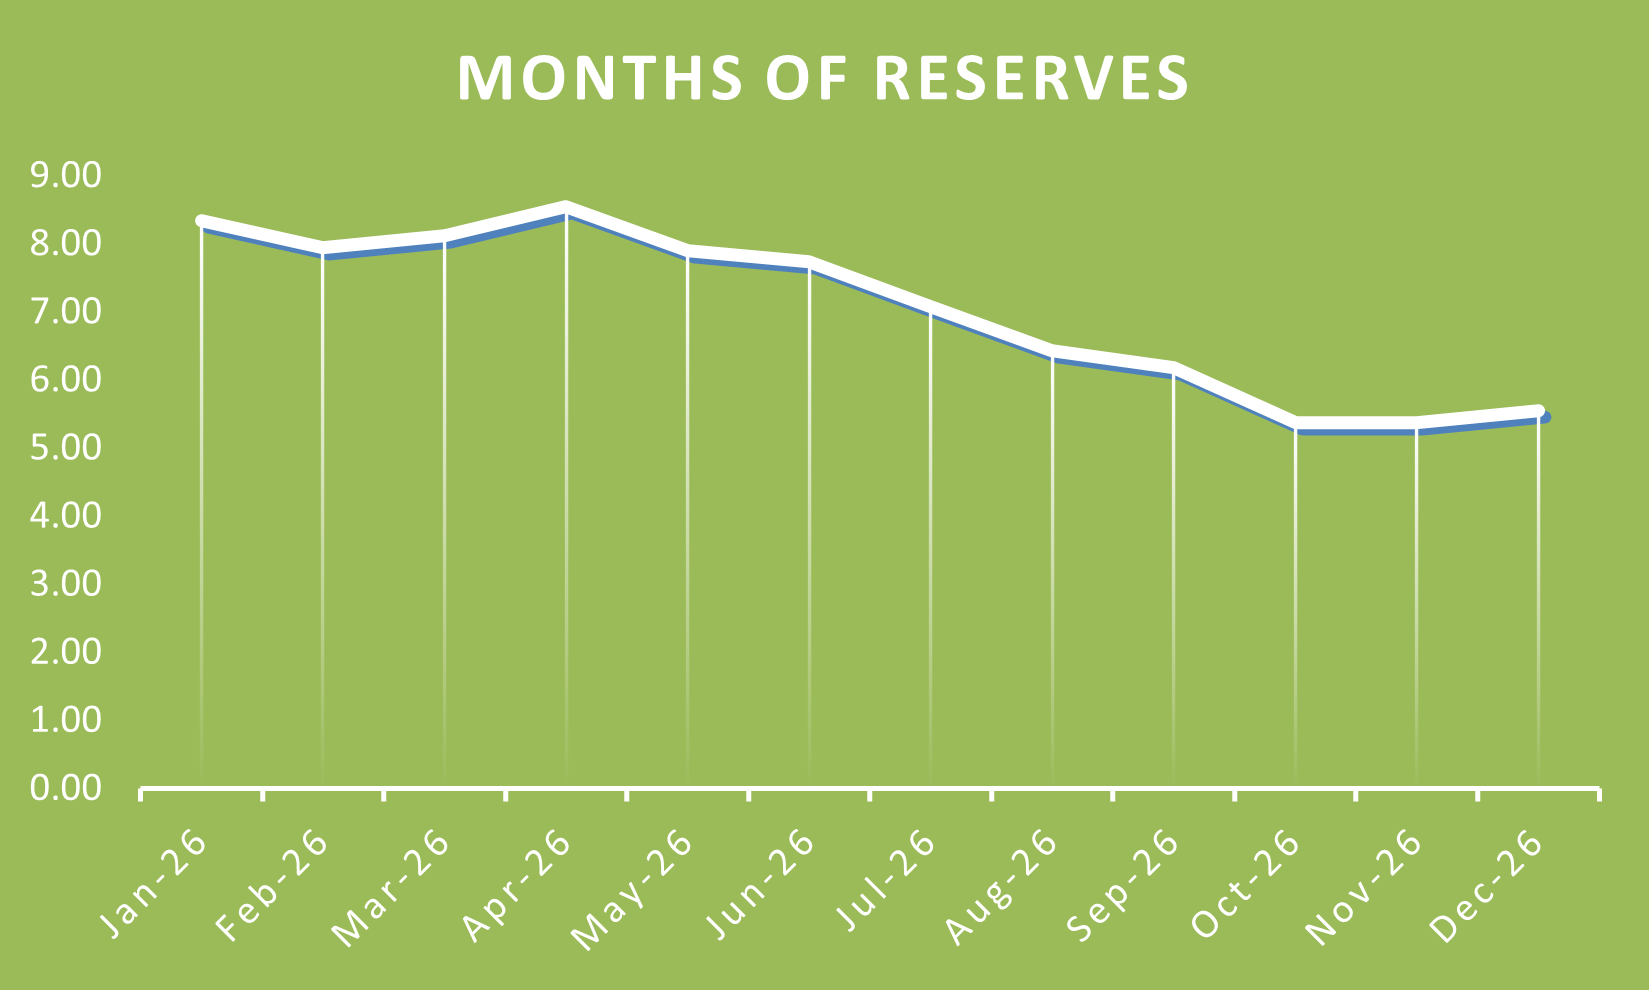 MONTHS OF RESERVES
9.00
8.00
7.00
6.00
5.00
4.00
3.00
2.00
1.00
0.00
Jan-26
Feb-26
Mar-26
Apr-26
May-26
Jun-26
Jul-26
Aug-26
Sep-26
Oct-26
Nov-26
Dec-26